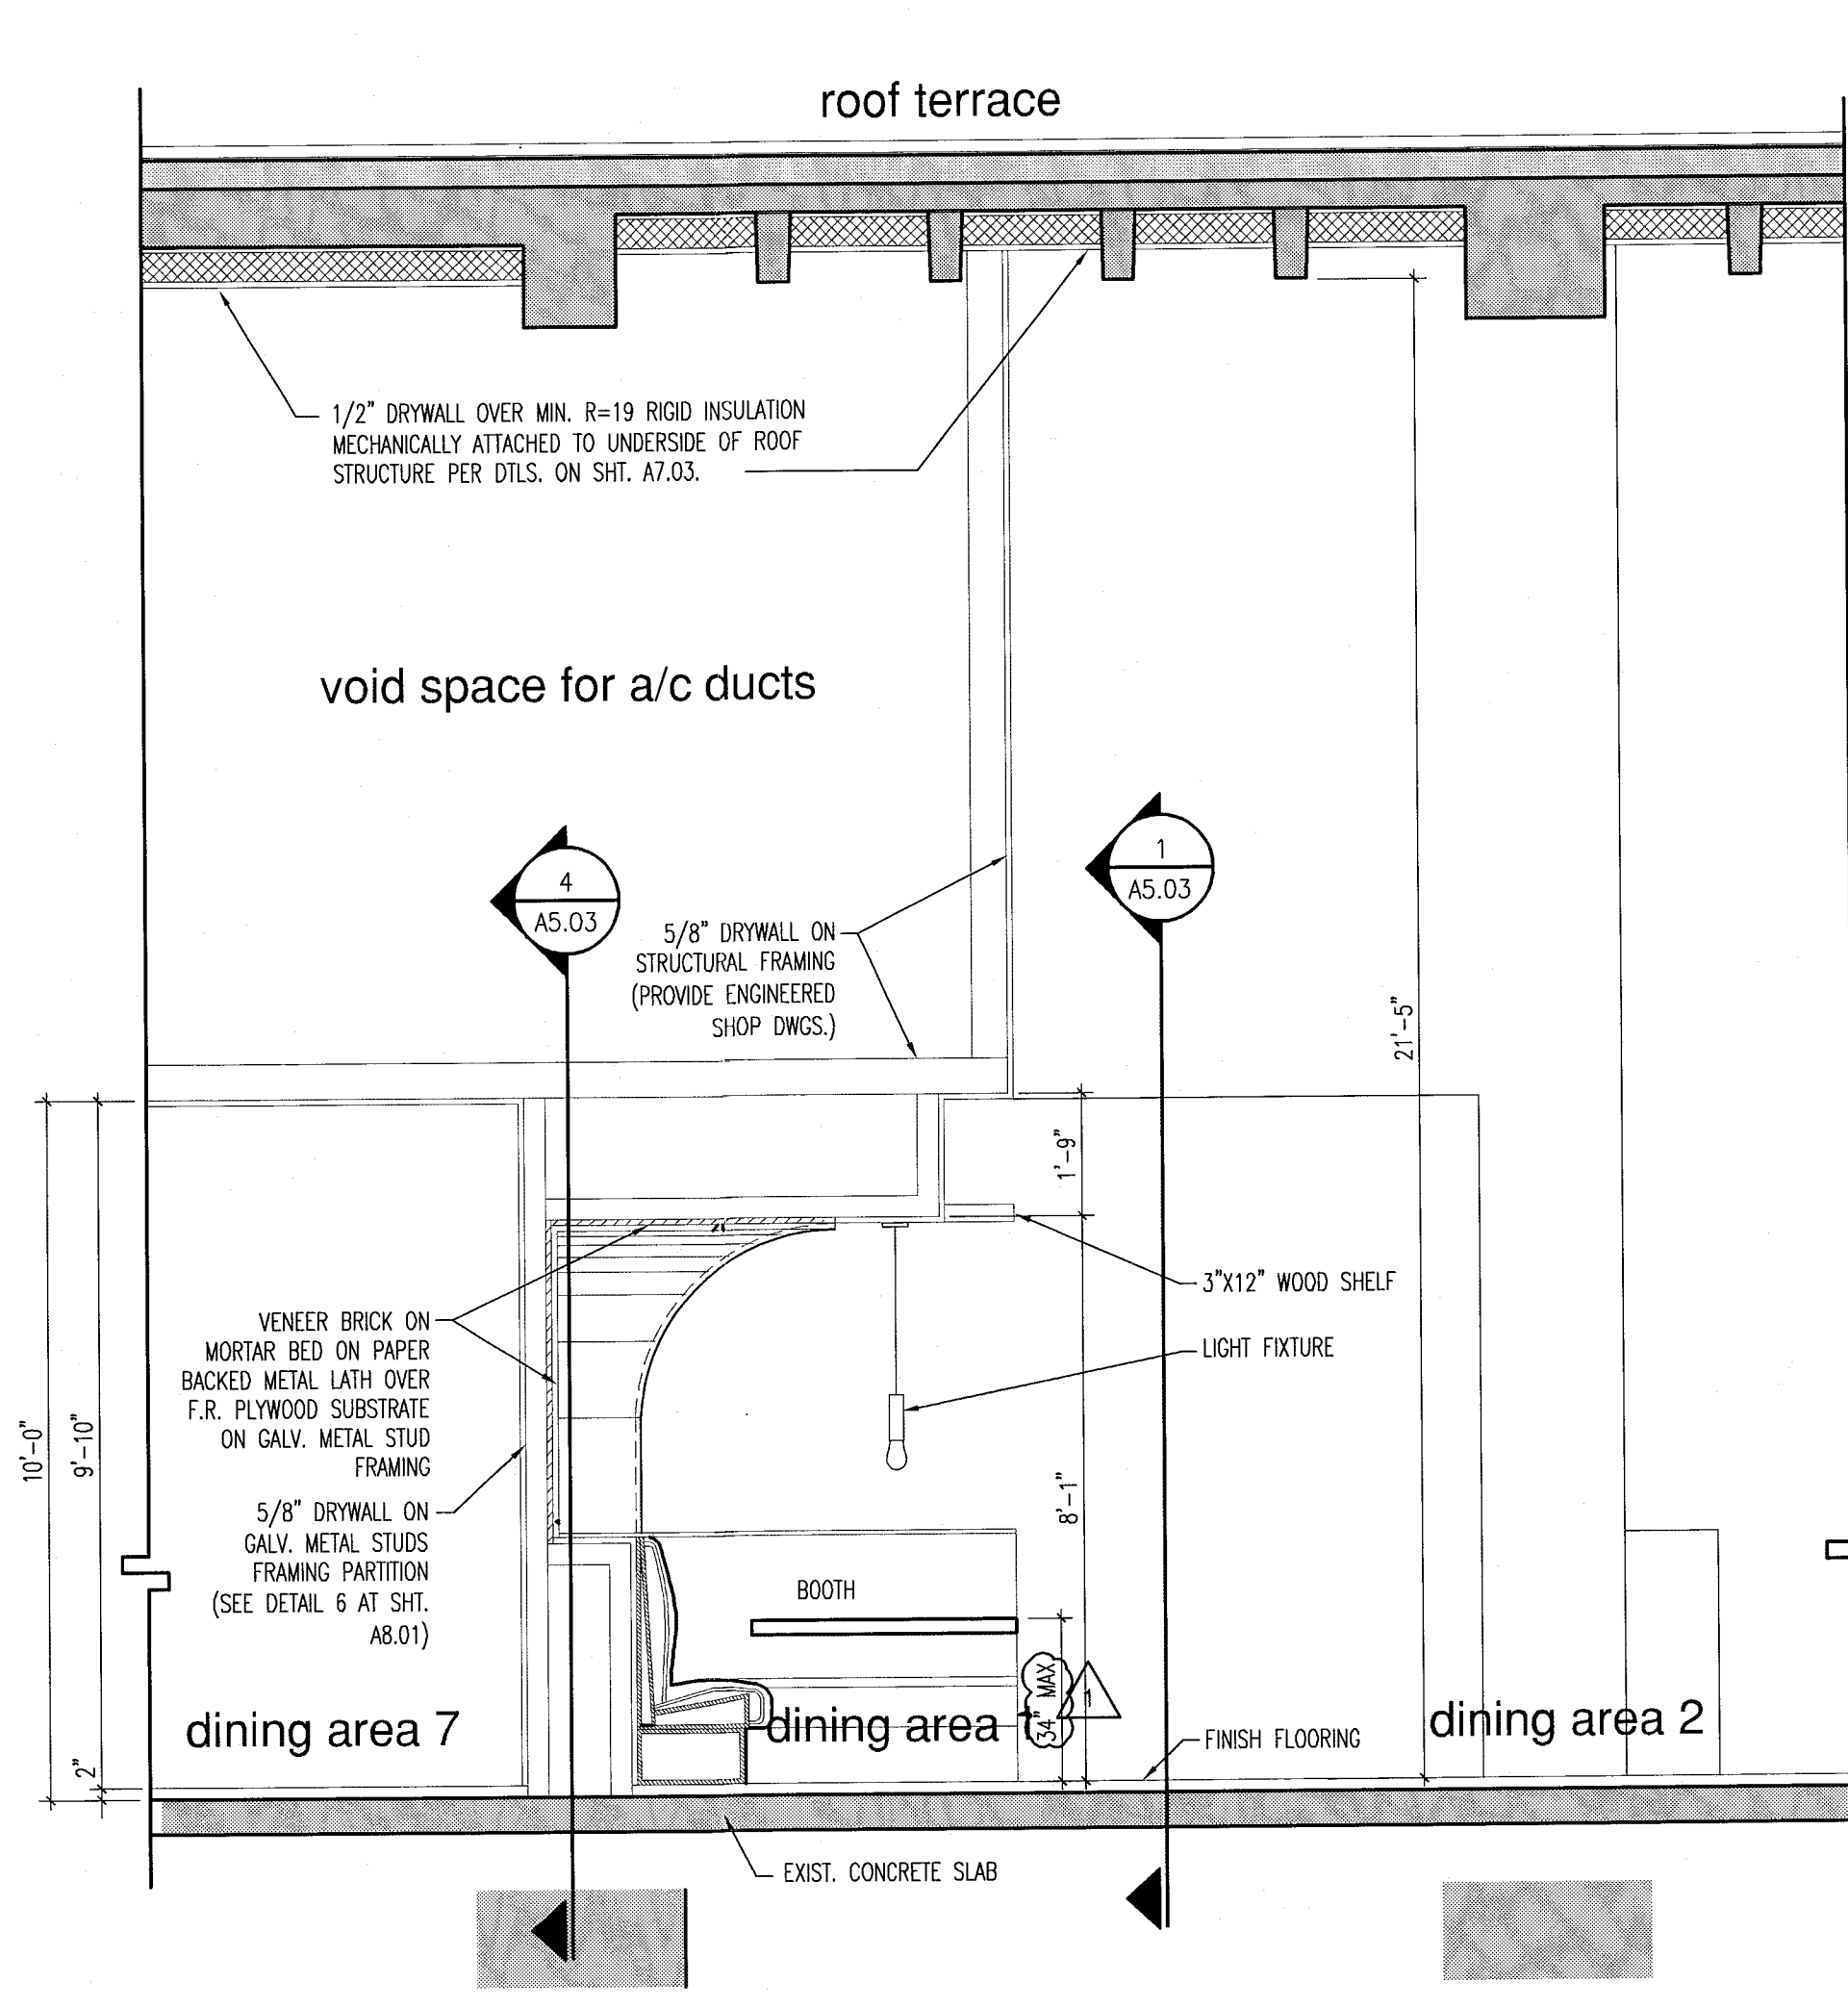 roof terrace
1/2" DRYWALL OVER MIN. R=19 RIGID INSULATION
MECHANICALLY ATTACHED TO UNDERSIDE OF ROOF
STRUCTURE PER DTLS. ON SHT. A7.03.
void space for a/c ducts
4
A5.03
1
A5.03
5/8" DRYWALL ON
STRUCTURAL FRAMING
(PROVIDE ENGINEERED
SHOP DWGS.)
21'-5"
1'-9"
3"X12" WOOD SHELF
LIGHT FIXTURE
VENEER BRICK ON
MORTAR BED ON PAPER
BACKED METAL LATH OVER
F.R. PLYWOOD SUBSTRATE
ON GALV. METAL STUD
FRAMING
10'-0"
9'-10"
8'-1"
5/8" DRYWALL ON
GALV. METAL STUDS
FRAMING PARTITION
(SEE DETAIL 6 AT SHT.
A8.01)
BOOTH
34" MAX
1
dining area 7
dining area
dining area 2
2"
FINISH FLOORING
EXIST. CONCRETE SLAB